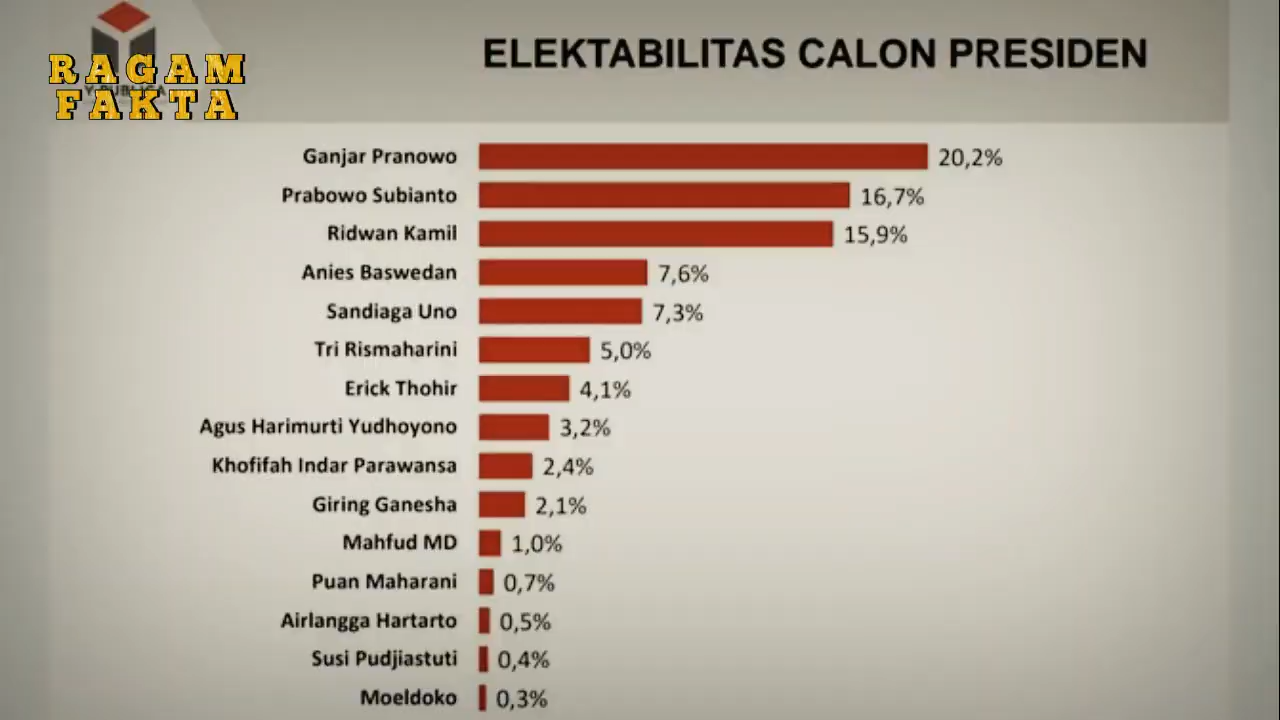 RAGAM
FAKTA
ELEKTABILITAS CALON PRESIDEN
Ganjar Pranowo 20,2%
Prabowo Subianto 16,7%
Ridwan Kamil 15,9%
Anies Baswedan 7,6%
Sandiaga Uno 7,3%
Tri Rismaharini 5,0%
Erick Thohir 4,1%
Agus Harimurti Yudhoyono 3,2%
Khofifah Indar Parawansa 2,4%
Giring Ganesha 2,1%
Mahfud MD 1,0%
Puan Maharani 0,7%
Airlangga Hartarto 0,5%
Susi Pudjiastuti 0,4%
Moeldoko 0,3%